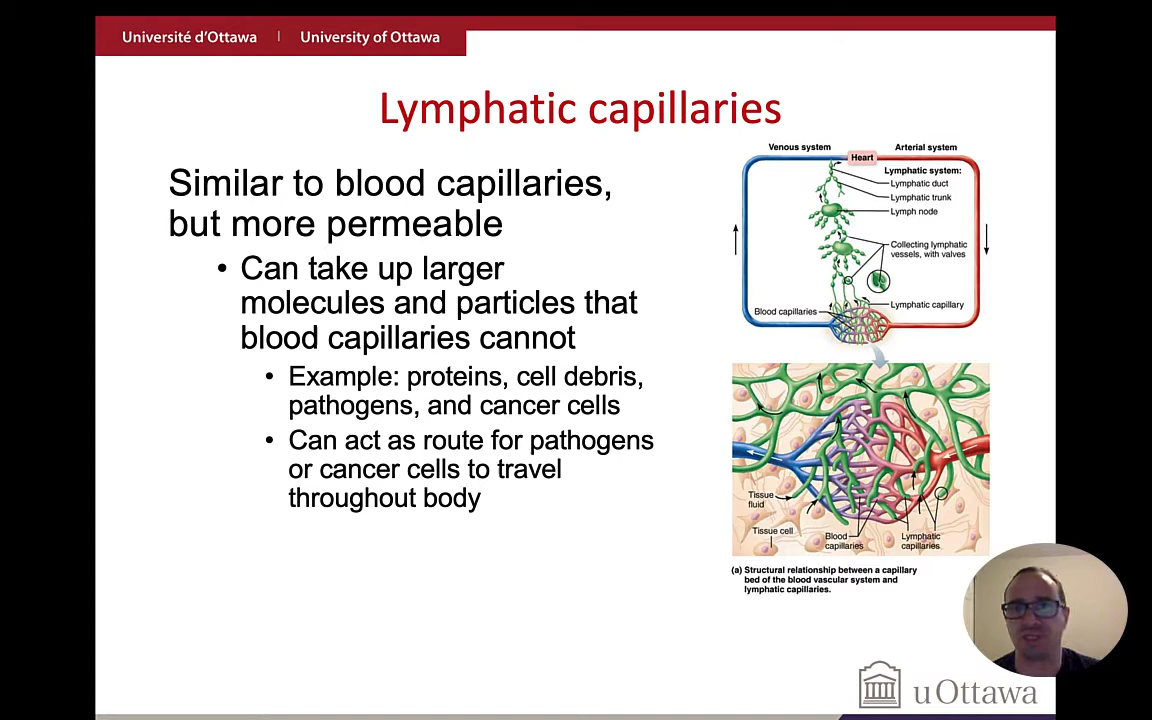 Université d'Ottawa | University of Ottawa
Lymphatic capillaries
Similar to blood capillaries,
but more permeable
• Can take up larger
molecules and particles that
blood capillaries cannot
• Example: proteins, cell debris,
pathogens, and cancer cells
• Can act as route for pathogens
or cancer cells to travel
throughout body
Venous system
Arterial system
Heart
Lymphatic system:
Lymphatic duct
Lymphatic trunk
Lymph node
Collecting lymphatic
vessels, with valves
Lymphatic capillary
Blood capillaries
Tissue
fluid
Tissue cell
Blood
capillaries
Lymphatic
capillaries
(a) Structural relationship between a capillary
bed of the blood vascular system and
lymphatic capillaries.
uOttawa